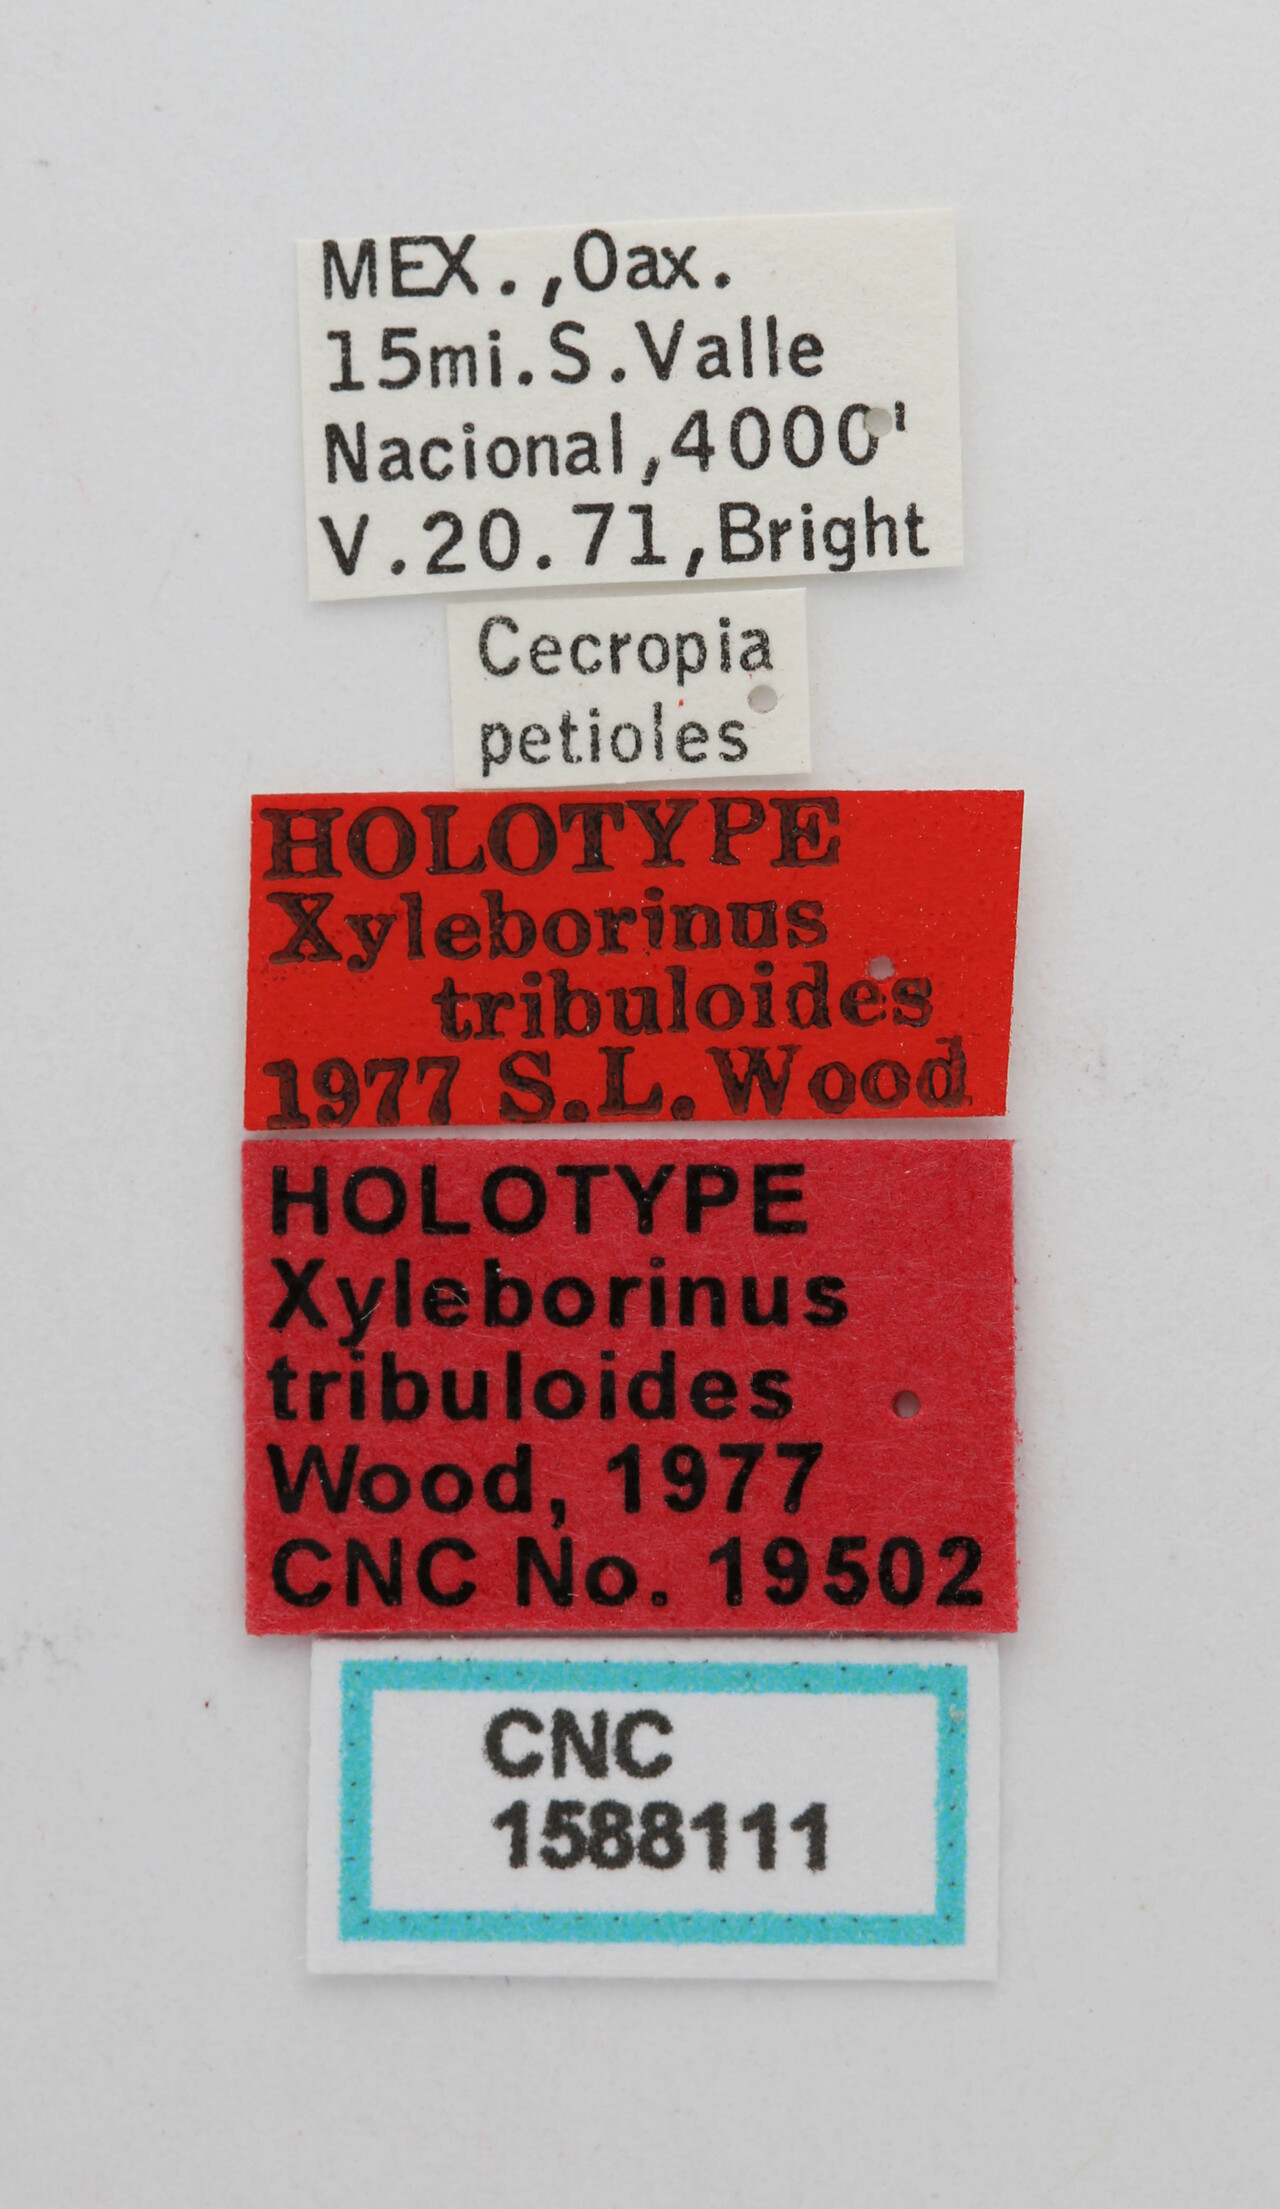 MEX.,Oax.
15mi.S.Valle
Nacional,4000'
V.20.71,Bright
Cecropia
petioles
HOLOTYPE
Xyleborinus
tribuloides
1977 S.L.Wood
HOLOTYPE
Xyleborinus
tribuloides
Wood, 1977
CNC No. 19502
CNC
1588111